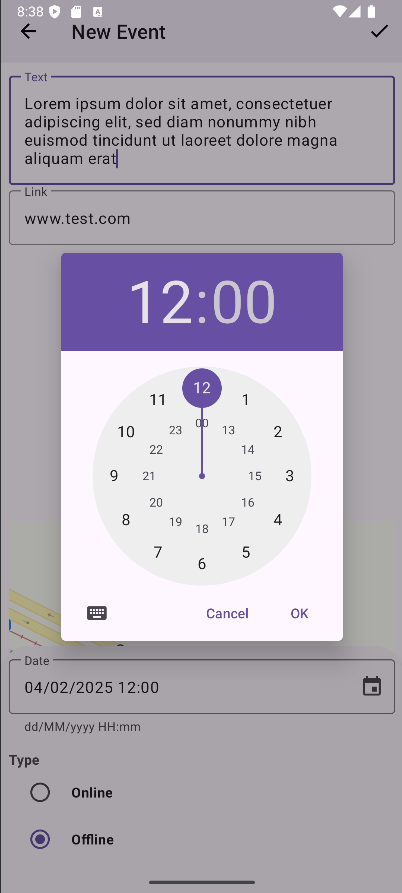 8:38
New Event
Text
Lorem ipsum dolor sit amet, consectetuer
adipiscing elit, sed diam nonummy nibh
euismod tincidunt ut laoreet dolore magna
aliquam erat
Link
www.test.com
12:00
12
11
1
00
23
13
10
2
22
14
9
21
15
3
20
16
8
4
19
17
18
7
5
6
Cancel
OK
Date
04/02/2025 12:00
dd/MM/yyyy HH:mm
Type
Online
Offline